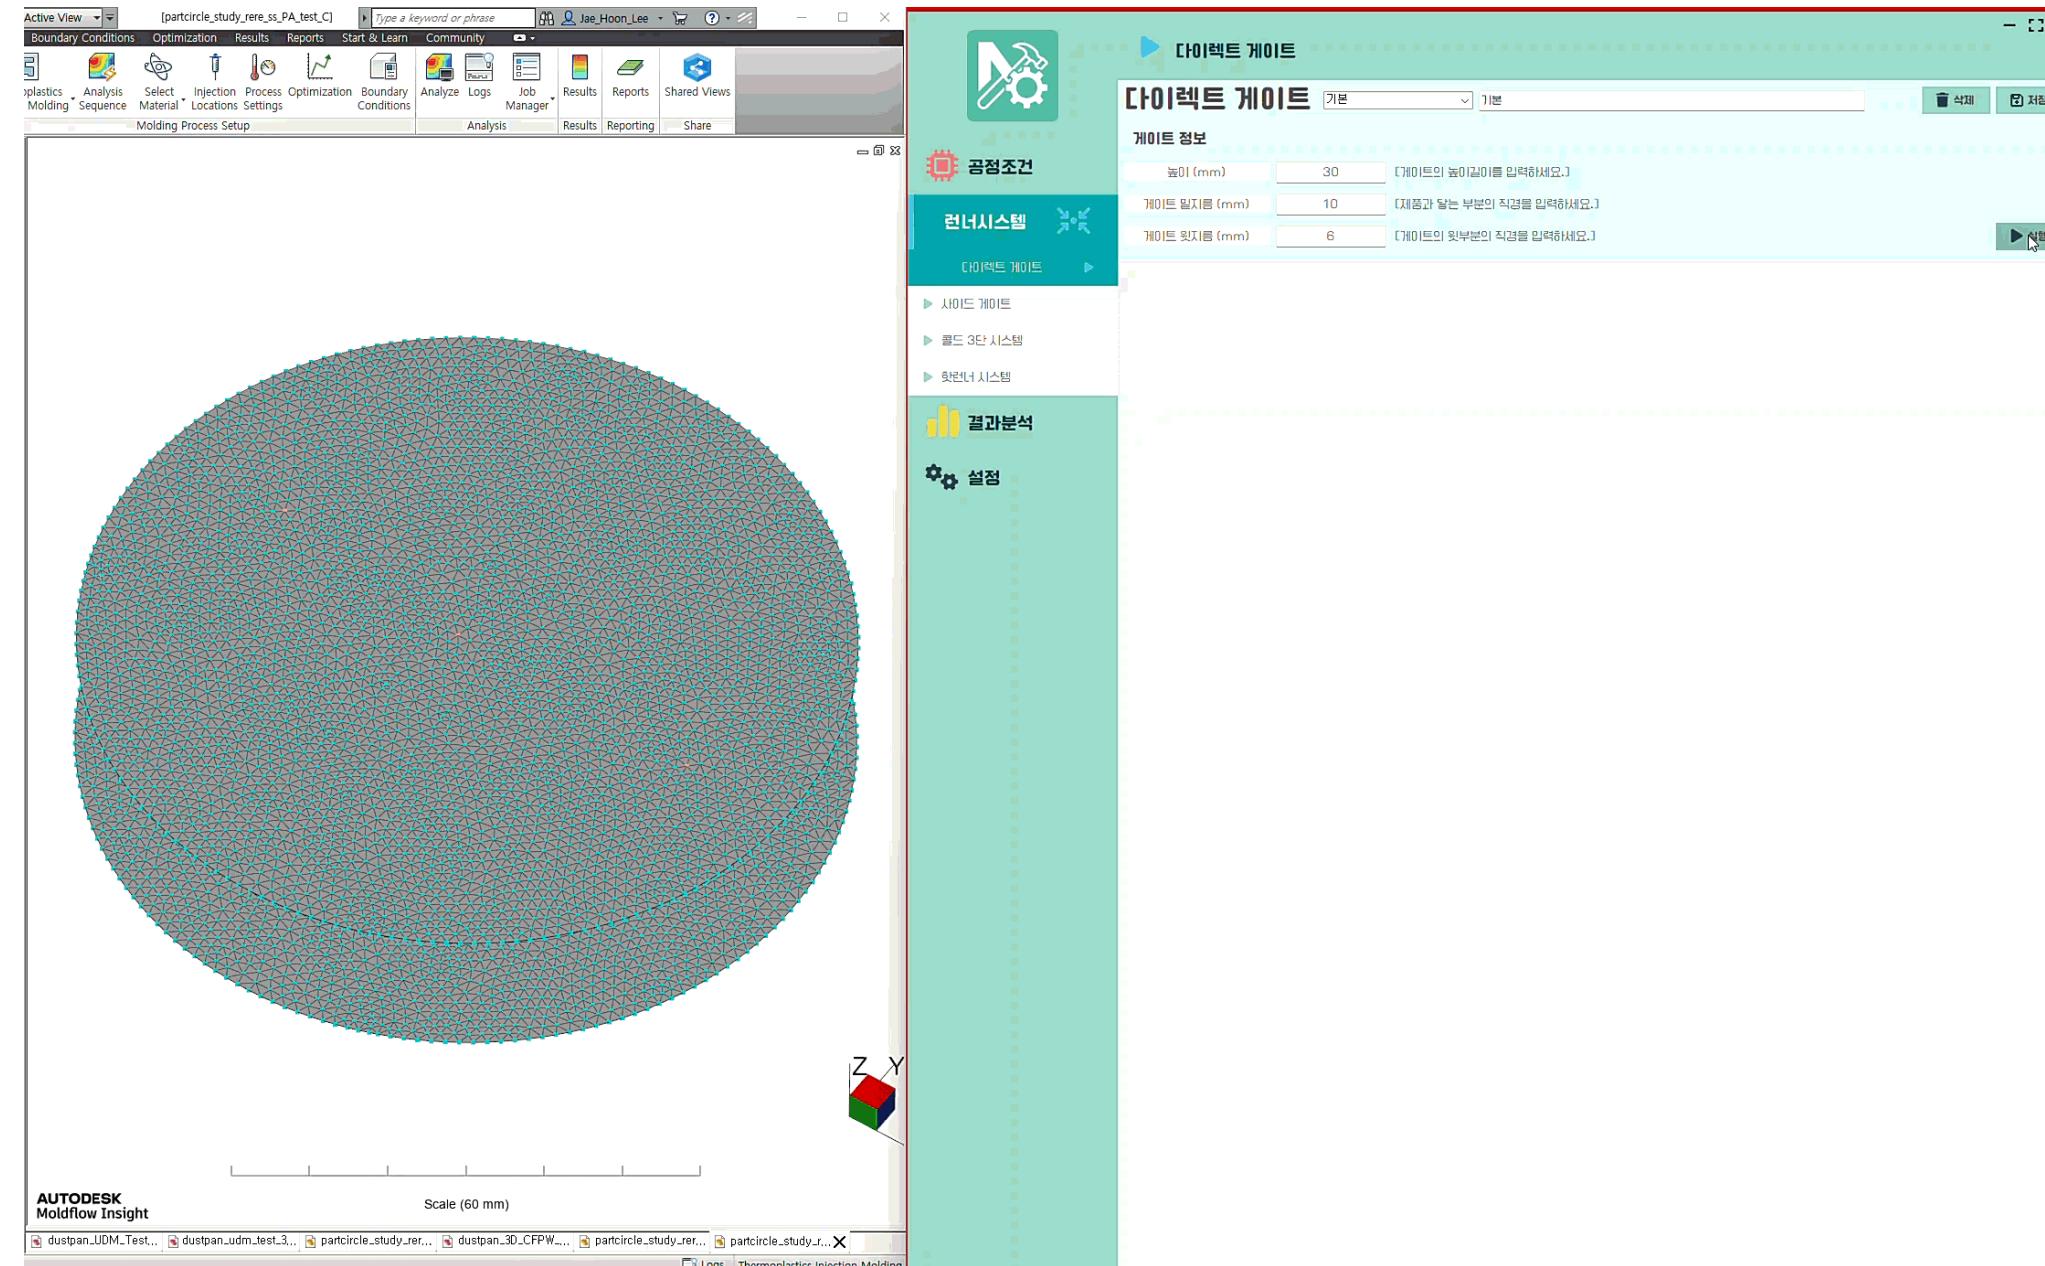 Active View
[partcircle_study_rere_ss_PA_test_C]
Type a keyword or phrase
Jae_Hoon_Lee
Boundary Conditions Optimization Results Reports Start & Learn Community
Analysis Sequence
Select Material
Injection Locations
Process Settings
Optimization
Boundary Conditions
Analyze
Logs
Job Manager
Results
Reports
Shared Views
Molding
Molding Process Setup
Analysis
Results
Reporting
Share
Z Y
Scale (60 mm)
AUTODESK
Moldflow Insight
dustpan_UDM_Test,...
dustpan_udm_test_3,...
partcircle_study_rer,...
dustpan_3D_CFPW_...
partcircle_study_rer,...
partcircle_study_r,...
Logs
Thermoplastics Injection Molding
다이렉트 게이트
공정조건
런너시스템
다이렉트 게이트
사이드 게이트
콜드 3단 시스템
핫런너 시스템
결과분석
설정
다이렉트 게이트 기본 기본 삭제
게이트 정보
높이 (mm) 30 [게이트의 높이길이를 입력하세요.]
게이트 밑지름 (mm) 10 [제품과 닿는 부분의 직경을 입력하세요.]
게이트 윗지름 (mm) 6 [게이트의 윗부분의 직경을 입력하세요.]